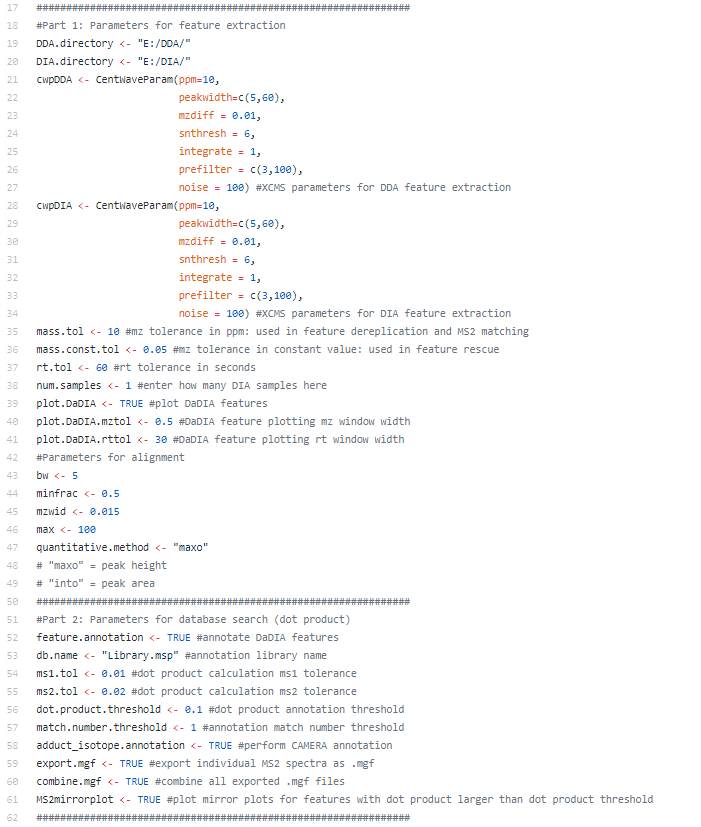 17 ###############################################################
18 #Part 1: Parameters for feature extraction
19 DDA.directory <- "E:/DDA/"
20 DIA.directory <- "E:/DIA/"
21 cwpDDA <- CentWaveParam(ppm=10,
22 peakwidth=c(5,60),
23 mzdiff = 0.01,
24 snthresh = 6,
25 integrate = 1,
26 prefilter = c(3,100),
27 noise = 100) #XCMS parameters for DDA feature extraction
28 cwpDIA <- CentWaveParam(ppm=10,
29 peakwidth=c(5,60),
30 mzdiff = 0.01,
31 snthresh = 6,
32 integrate = 1,
33 prefilter = c(3,100),
34 noise = 100) #XCMS parameters for DIA feature extraction
35 mass.tol <- 10 #mz tolerance in ppm: used in feature dereplication and MS2 matching
36 mass.const.tol <- 0.05 #mz tolerance in constant value: used in feature rescue
37 rt.tol <- 60 #rt tolerance in seconds
38 num.samples <- 1 #enter how many DIA samples here
39 plot.DaDIA <- TRUE #plot DaDIA features
40 plot.DaDIA.mztol <- 0.5 #DaDIA feature plotting mz window width
41 plot.DaDIA.rttol <- 30 #DaDIA feature plotting rt window width
42 #Parameters for alignment
43 bw <- 5
44 minfrac <- 0.5
45 mzwid <- 0.015
46 max <- 100
47 quantitative.method <- "maxo"
48 # "maxo" = peak height
49 # "into" = peak area
50 ###############################################################
51 #Part 2: Parameters for database search (dot product)
52 feature.annotation <- TRUE #annotate DaDIA features
53 db.name <- "Library.msp" #annotation library name
54 ms1.tol <- 0.01 #dot product calculation ms1 tolerance
55 ms2.tol <- 0.02 #dot product calculation ms2 tolerance
56 dot.product.threshold <- 0.1 #dot product annotation threshold
57 match.number.threshold <- 1 #annotation match number threshold
58 adduct_isotope.annotation <- TRUE #perform CAMERA annotation
59 export.mgf <- TRUE #export individual MS2 spectra as .mgf
60 combine.mgf <- TRUE #combine all exported .mgf files
61 MS2mirrorplot <- TRUE #plot mirror plots for features with dot product larger than dot product threshold
62 ###############################################################